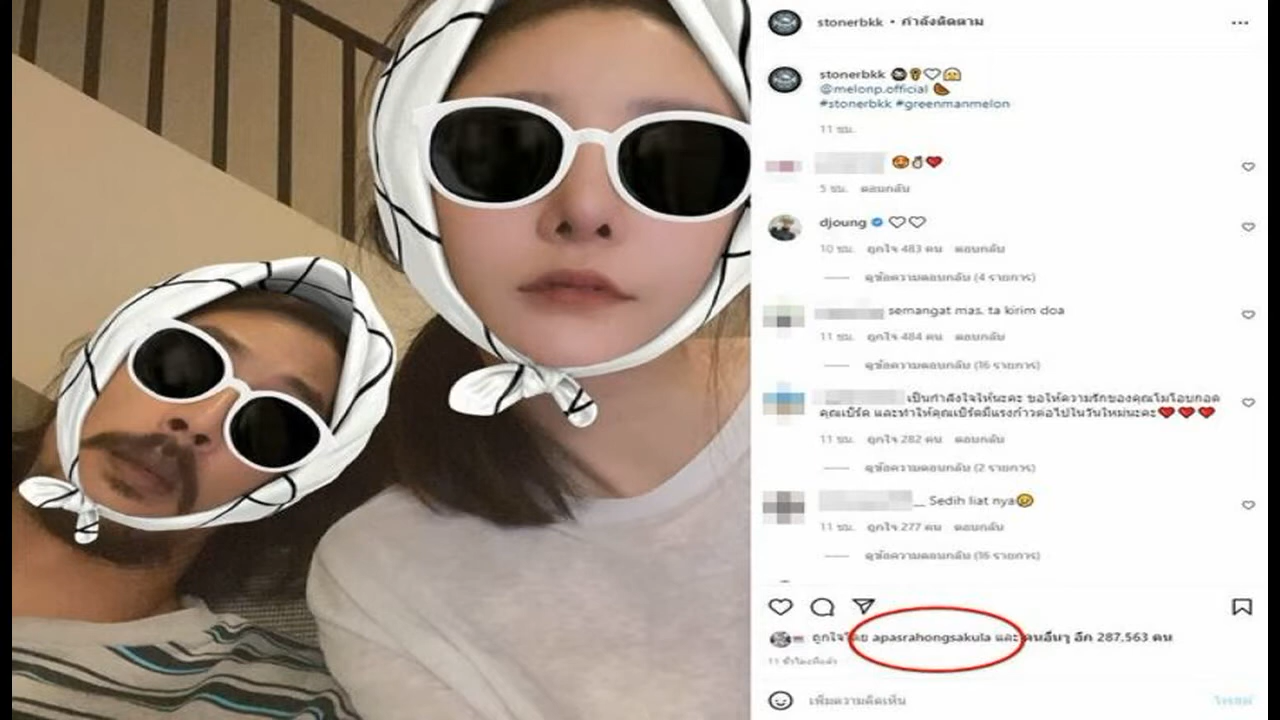 stonerbkk • กำลังติดตาม
stonerbkk
@melonp.official
#stonerbkk #greenmanmelon
11 ชม.
5 ชม. ตอบกลับ
djoung
10 ชม. ถูกใจ 483 คน ตอบกลับ
ดูข้อความตอบกลับ (4 รายการ)
semangat mas. ta kirim doa
11 ชม. ถูกใจ 484 คน ตอบกลับ
ดูข้อความตอบกลับ (16 รายการ)
เป็นกำลังใจให้นะคะ ขอให้ความรักของคุณโมโอบกอด
คุณเบิร์ด และทำให้คุณเบิร์ดมีแรงก้าวต่อไปในวันใหม่นะคะ
11 ชม. ถูกใจ 282 คน ตอบกลับ
ดูข้อความตอบกลับ (2 รายการ)
Sedih liat nya
11 ชม. ถูกใจ 277 คน ตอบกลับ
ดูข้อความตอบกลับ (16 รายการ)
ถูกใจโดย apasrahongsakula และ คนอื่นๆ อีก 287,563 คน
11 ชั่วโมงที่แล้ว
เพิ่มความคิดเห็น
โพสต์